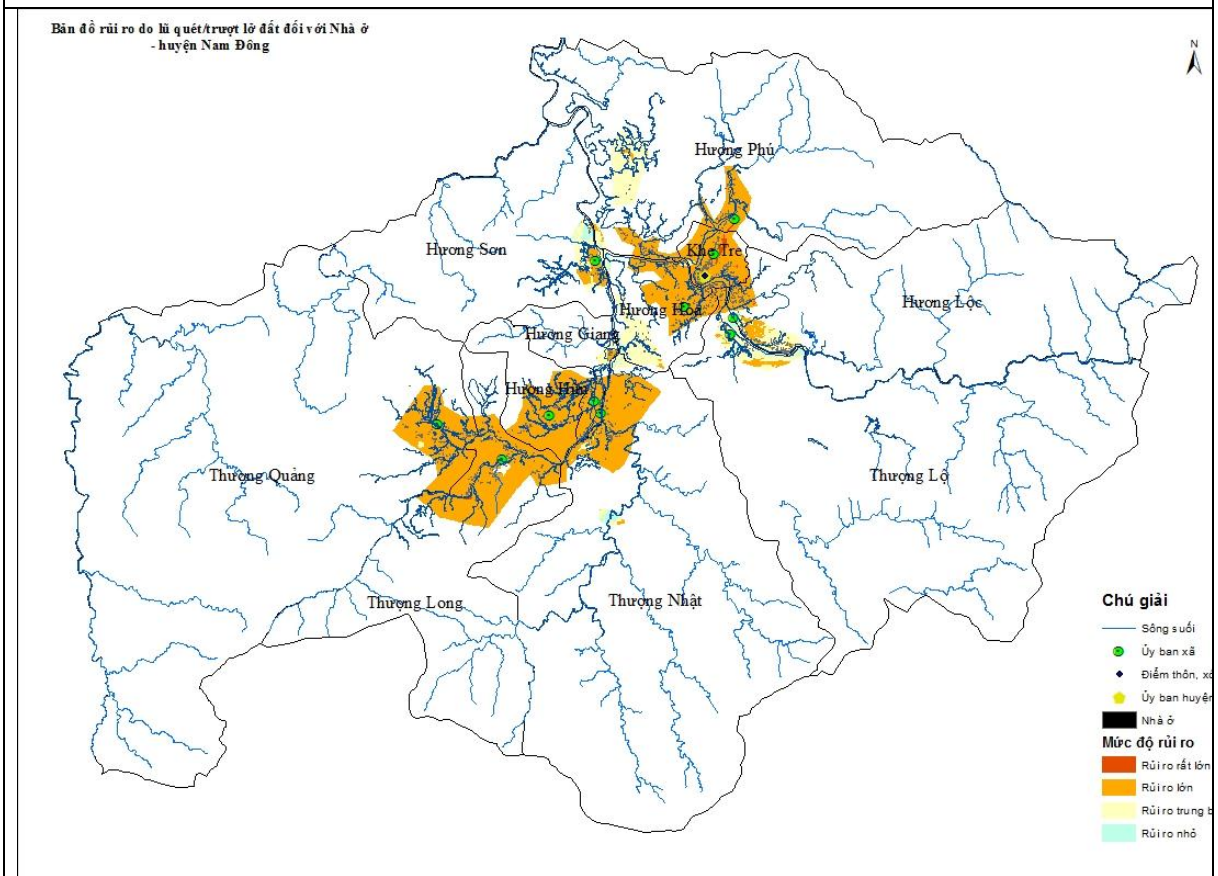 Bản đồ rủi ro do lũ quét/trượt lở đất đối với Nhà ở
- huyện Nam Đông
N
Hương Phú
Hương Sơn
Khe Tre
Hương Lộc
Hương Hoà
Hương Giang
Hương Hữu
Thượng Quảng
Thượng Lộ
Thượng Long
Thượng Nhật
Chú giải
Sông suối
Ủy ban xã
Điểm thôn, xó
Ủy ban huyện
Nhà ở
Mức độ rủi ro
Rủi ro rất lớn
Rủi ro lớn
Rủi ro trung b
Rủi ro nhỏ